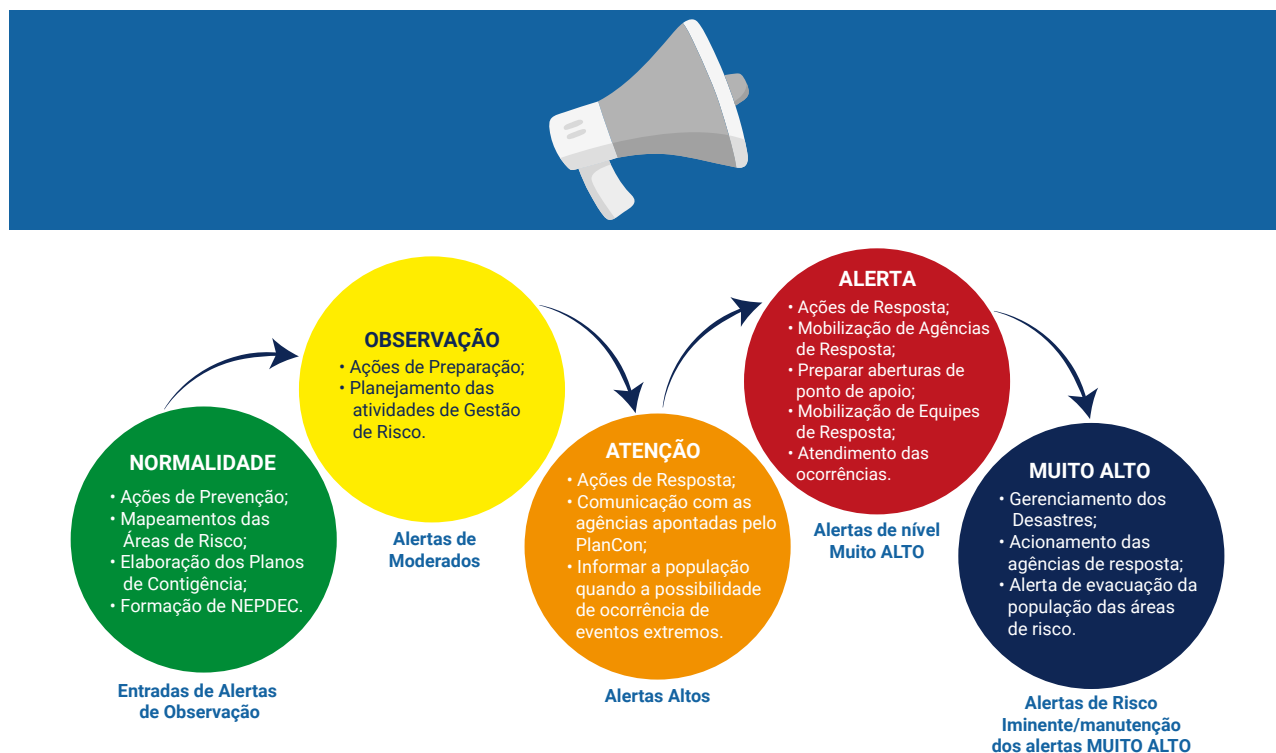 NORMALIDADE
• Ações de Prevenção;
• Mapeamentos das
Áreas de Risco;
• Elaboração dos Planos
de Contigência;
• Formação de NEPDEC.
Entradas de Alertas
de Observação
OBSERVAÇÃO
• Ações de Preparação;
• Planejamento das
atividades de Gestão
de Risco.
Alertas de
Moderados
ATENÇÃO
• Ações de Resposta;
• Comunicação com as
agências apontadas pelo
PlanCon;
• Informar a população
quando a possibilidade
de ocorrência de
eventos extremos.
Alertas Altos
ALERTA
• Ações de Resposta;
• Mobilização de Agências
de Resposta;
• Preparar aberturas de
ponto de apoio;
• Mobilização de Equipes
de Resposta;
• Atendimento das
ocorrências.
Alertas de nível
Muito ALTO
MUITO ALTO
• Gerenciamento dos
Desastres;
• Acionamento das
agências de resposta;
• Alerta de evacuação da
população das áreas
de risco.
Alertas de Risco
Iminente/manutenção
dos alertas MUITO ALTO